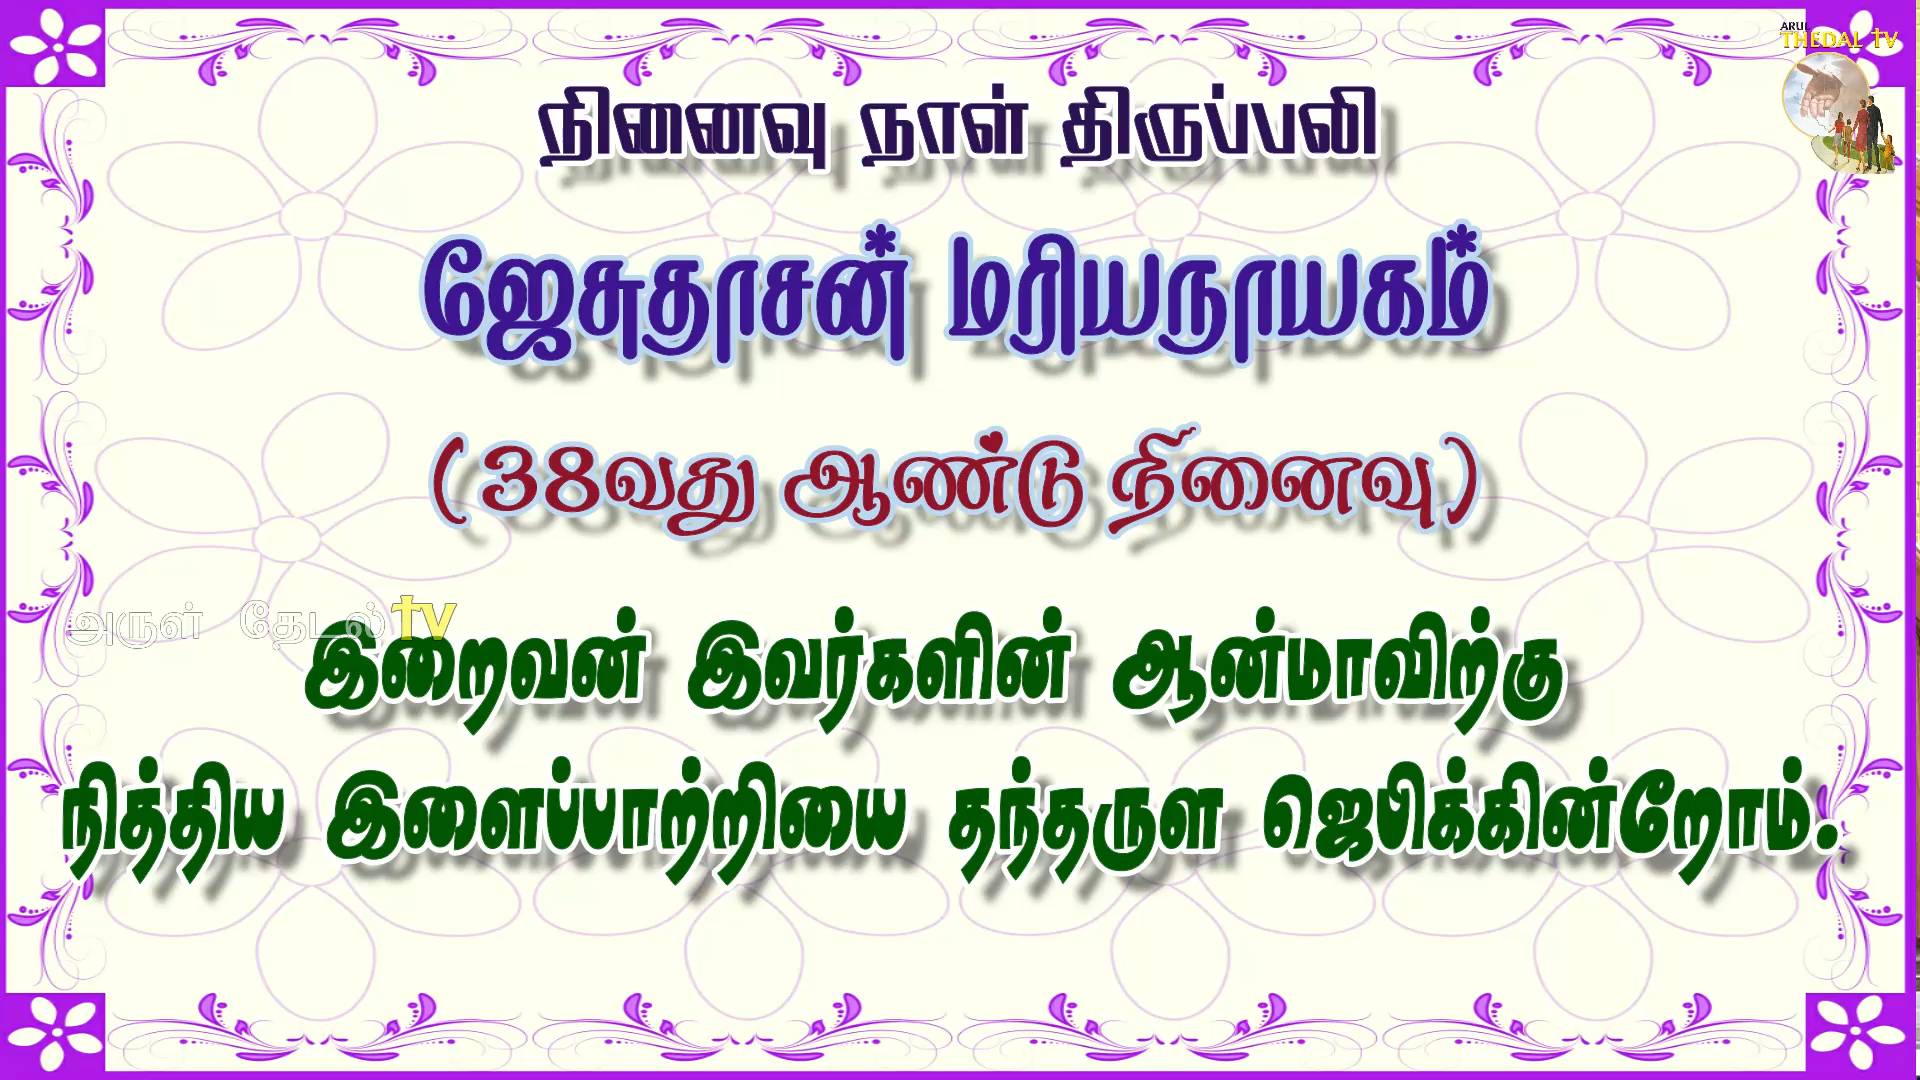 ARUL
THEDAL TV
நினைவு நாள் திருப்பலி
ஜேசுதாசன் மரியநாயகம்
(38வது ஆண்டு நினைவு)
அருள் தேடல் tv
இறைவன் இவர்களின் ஆன்மாவிற்கு
நித்திய இளைப்பாற்றியை தந்தருள ஜெபிக்கின்றோம்.